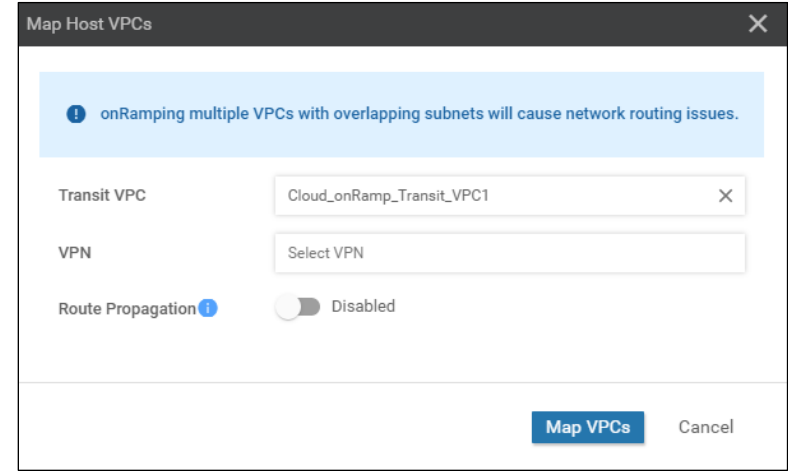 Map Host VPCs
onRamping multiple VPCs with overlapping subnets will cause network routing issues.
Transit VPC
Cloud_onRamp_Transit_VPC1
VPN
Select VPN
Route Propagation
Disabled
Map VPCs
Cancel